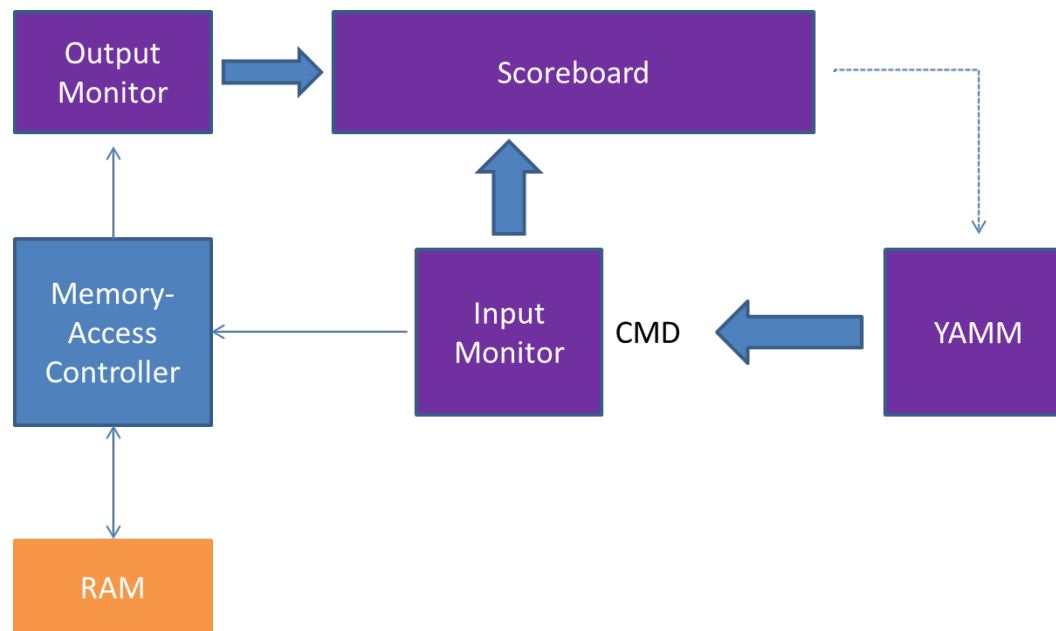 Output
Monitor
Scoreboard
Memory-
Access
Controller
Input
Monitor
CMD
YAMM
RAM